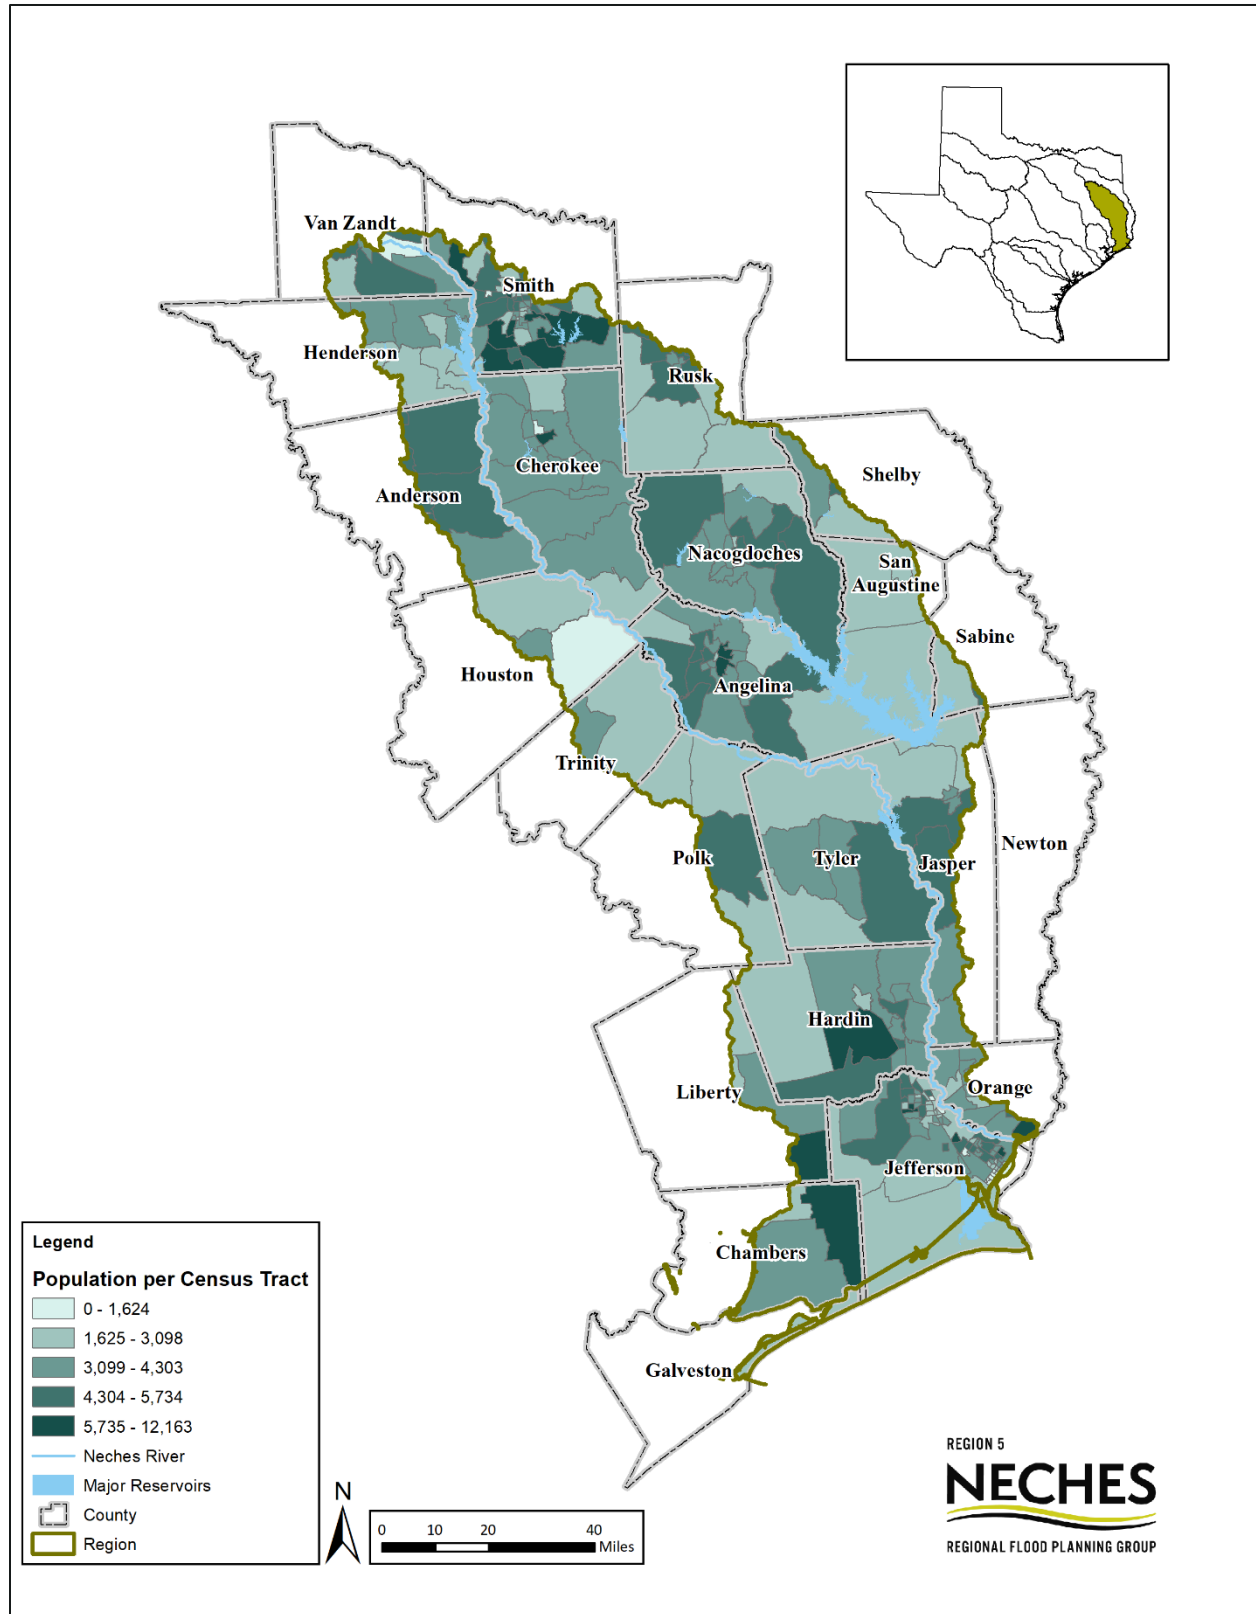 Van Zandt
Smith
Henderson
Rusk
Cherokee
Shelby
Anderson
Nacogdoches
San
Augustine
Sabine
Houston
Angelina
Trinity
Newton
Polk
Tyler
Jasper
Hardin
Liberty
Orange
Jefferson
Chambers
Galveston
Legend
Population per Census Tract
0 - 1,624
1,625 - 3,098
3,099 - 4,303
4,304 - 5,734
5,735 - 12,163
Neches River
Major Reservoirs
County
Region
N
0 10 20 40
Miles
REGION 5
NECHES
REGIONAL FLOOD PLANNING GROUP